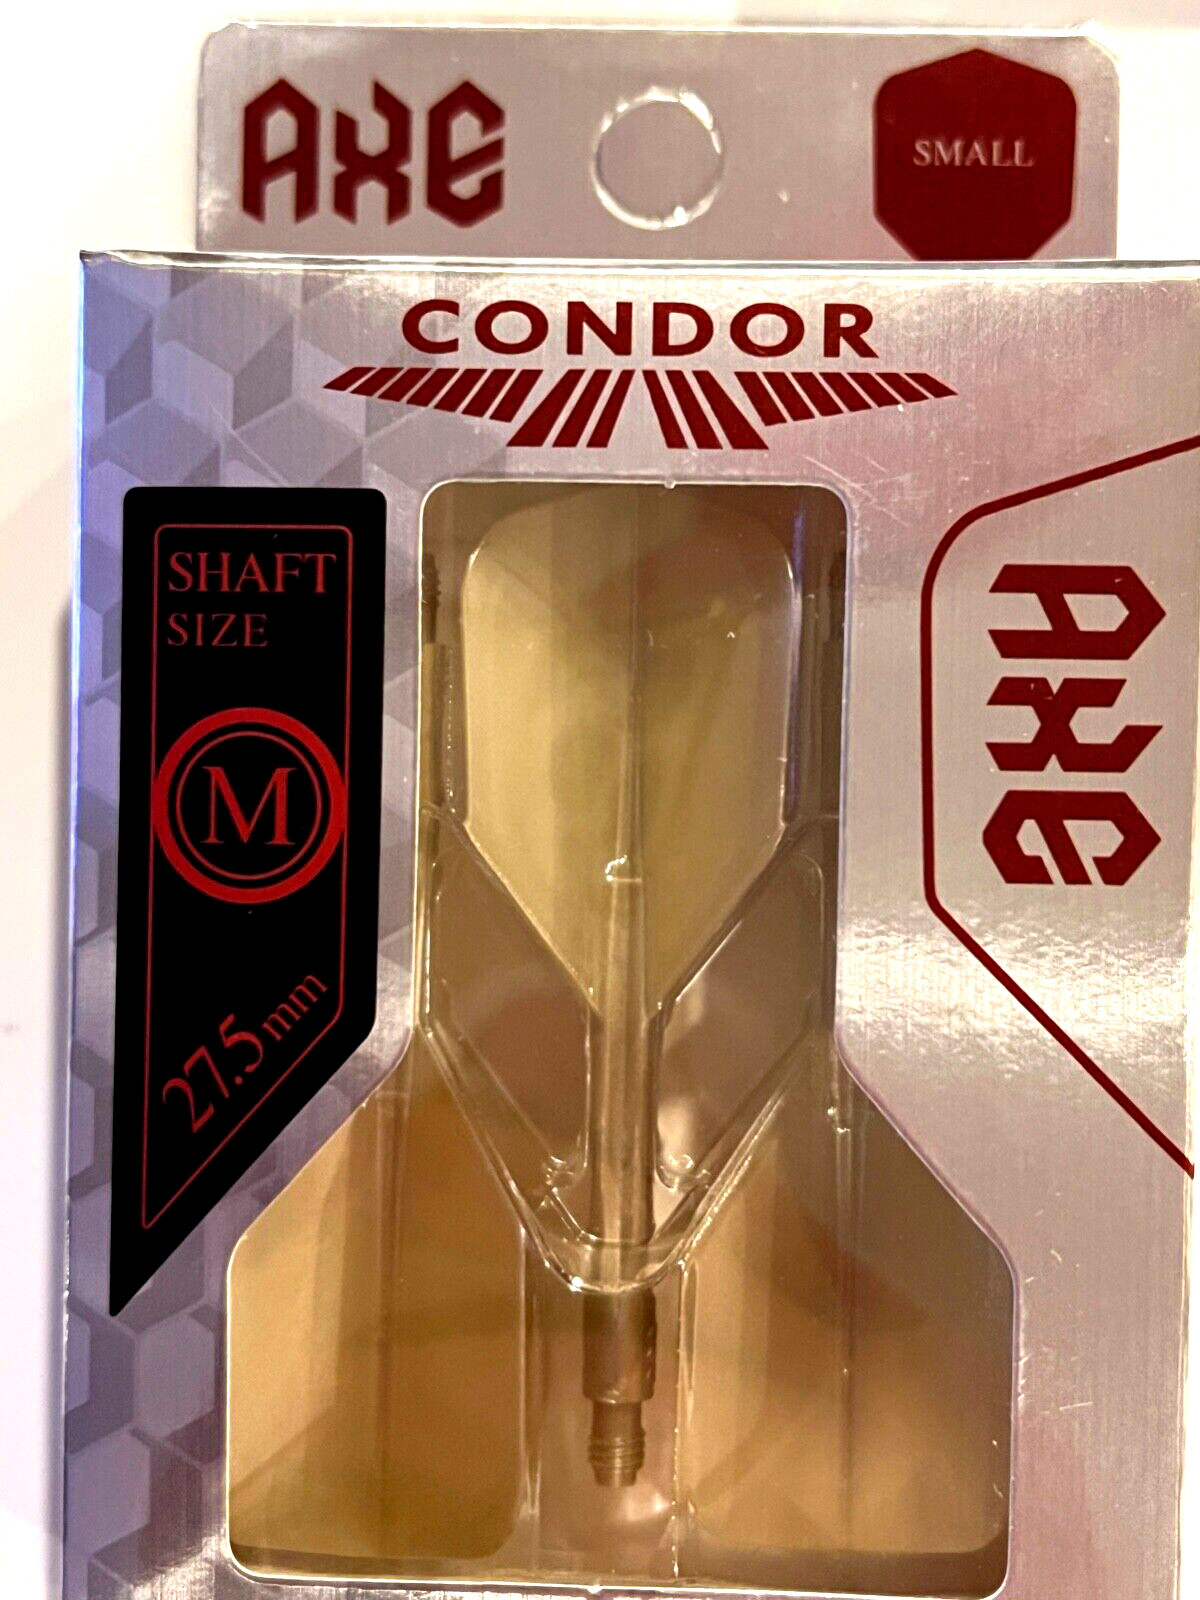 AXE
SMALL
CONDOR
SHAFT
SIZE
M
27.5mm
AXE